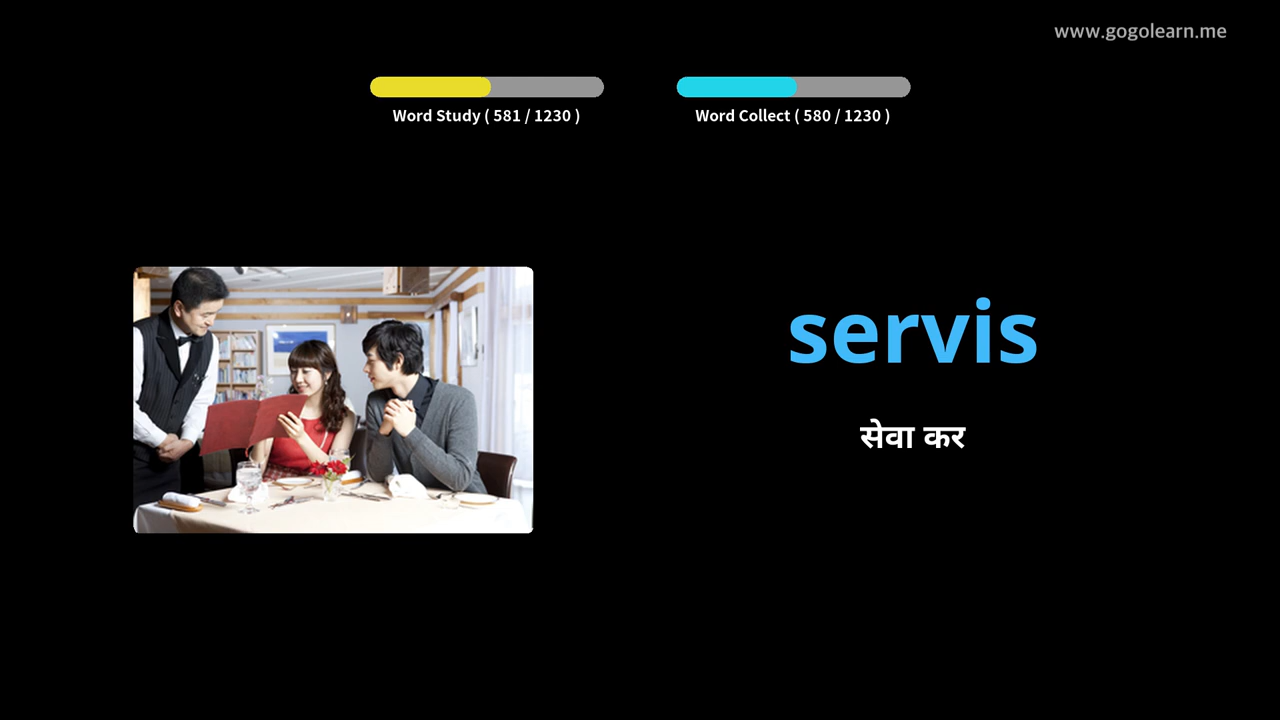 www.gogolearn.me
Word Study ( 581 / 1230 )
Word Collect ( 580 / 1230 )
servis
सेवा कर